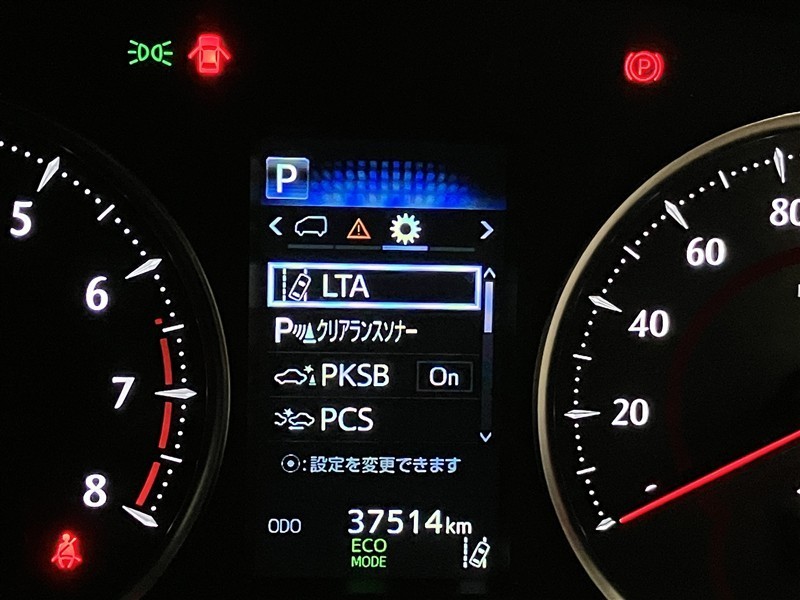 P
P
5
6
7
8
LTA
Pクリアランスソナー
PKSB On
PCS
:設定を変更できます
ODO 37514km
ECO
MODE
80
60
40
20